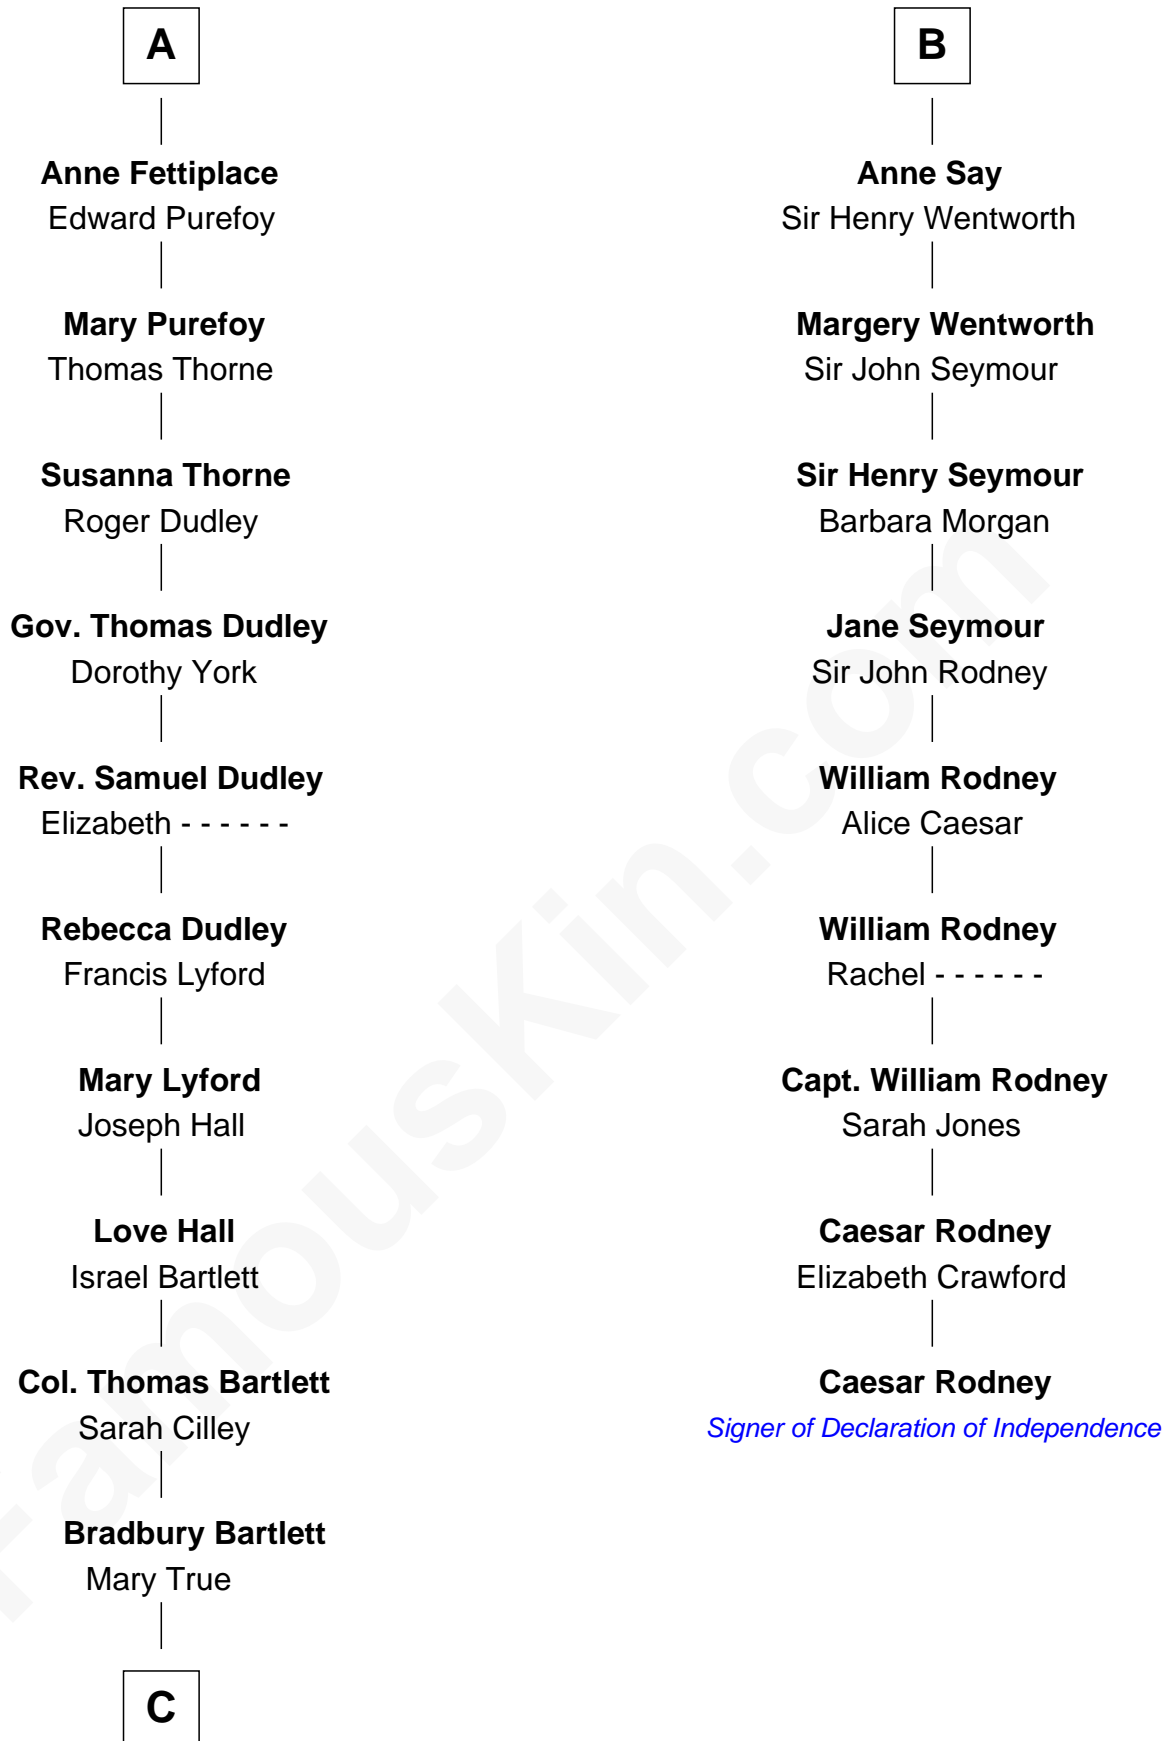 A
Anne Fettiplace
Edward Purefoy
Mary Purefoy
Thomas Thorne
Susanna Thorne
Roger Dudley
Gov. Thomas Dudley
Dorothy York
Rev. Samuel Dudley
Elizabeth - - - - - -
Rebecca Dudley
Francis Lyford
Mary Lyford
Joseph Hall
Love Hall
Israel Bartlett
Col. Thomas Bartlett
Sarah Cilley
Bradbury Bartlett
Mary True
C
B
Anne Say
Sir Henry Wentworth
Margery Wentworth
Sir John Seymour
Sir Henry Seymour
Barbara Morgan
Jane Seymour
Sir John Rodney
William Rodney
Alice Caesar
William Rodney
Rachel - - - - - -
Capt. William Rodney
Sarah Jones
Caesar Rodney
Elizabeth Crawford
Caesar Rodney
Signer of Declaration of Independence
FamousKin.com